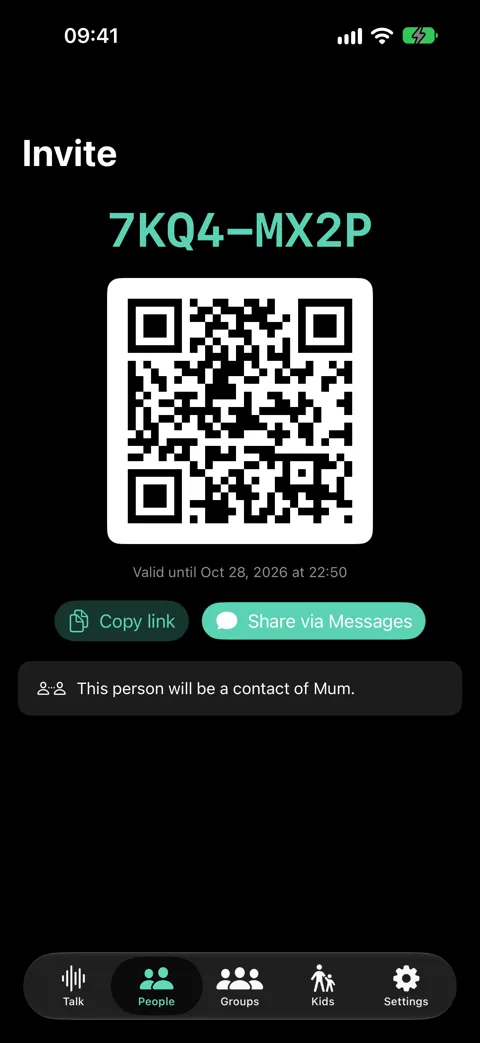 09:41
Invite
7KQ4–MX2P
Valid until Oct 28, 2026 at 22:50
Copy link
Share via Messages
This person will be a contact of Mum.
Talk
People
Groups
Kids
Settings